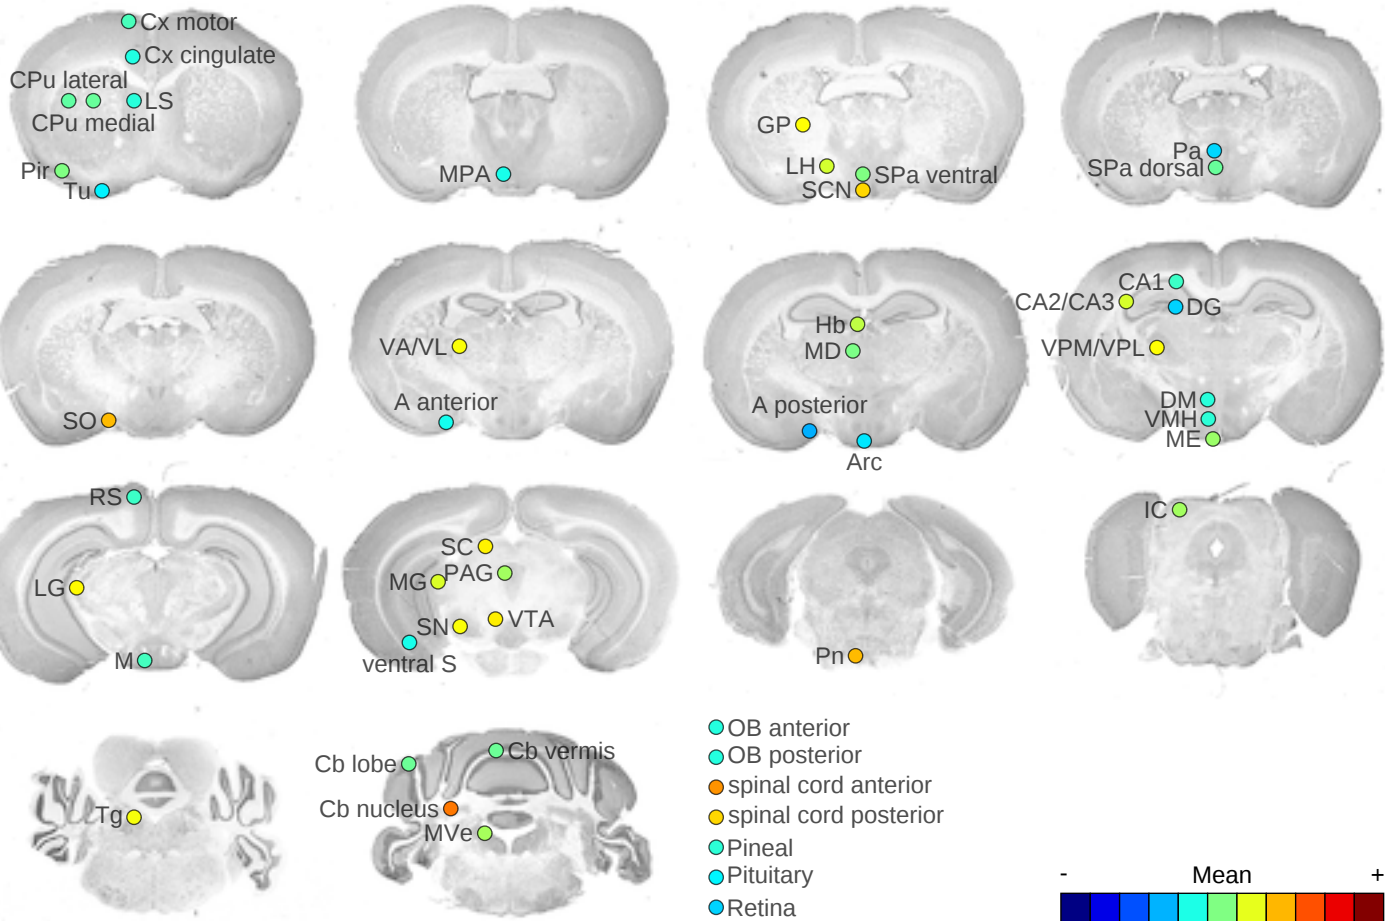 Cx motor
Cx cingulate
CPu lateral
LS
CPu medial
Pir
Tu
MPA
GP
LH
SPa ventral
SCN
Pa
SPa dorsal
SO
VA/VL
A anterior
Hb
MD
A posterior
Arc
CA1
CA2/CA3
DG
VPM/VPL
DM
VMH
ME
RS
LG
M
SC
PAG
MG
VTA
SN
ventral S
Pn
IC
Tg
Cb vermis
Cb lobe
Cb nucleus
MVe
OB anterior
OB posterior
spinal cord anterior
spinal cord posterior
Pineal
Pituitary
Retina
- Mean +